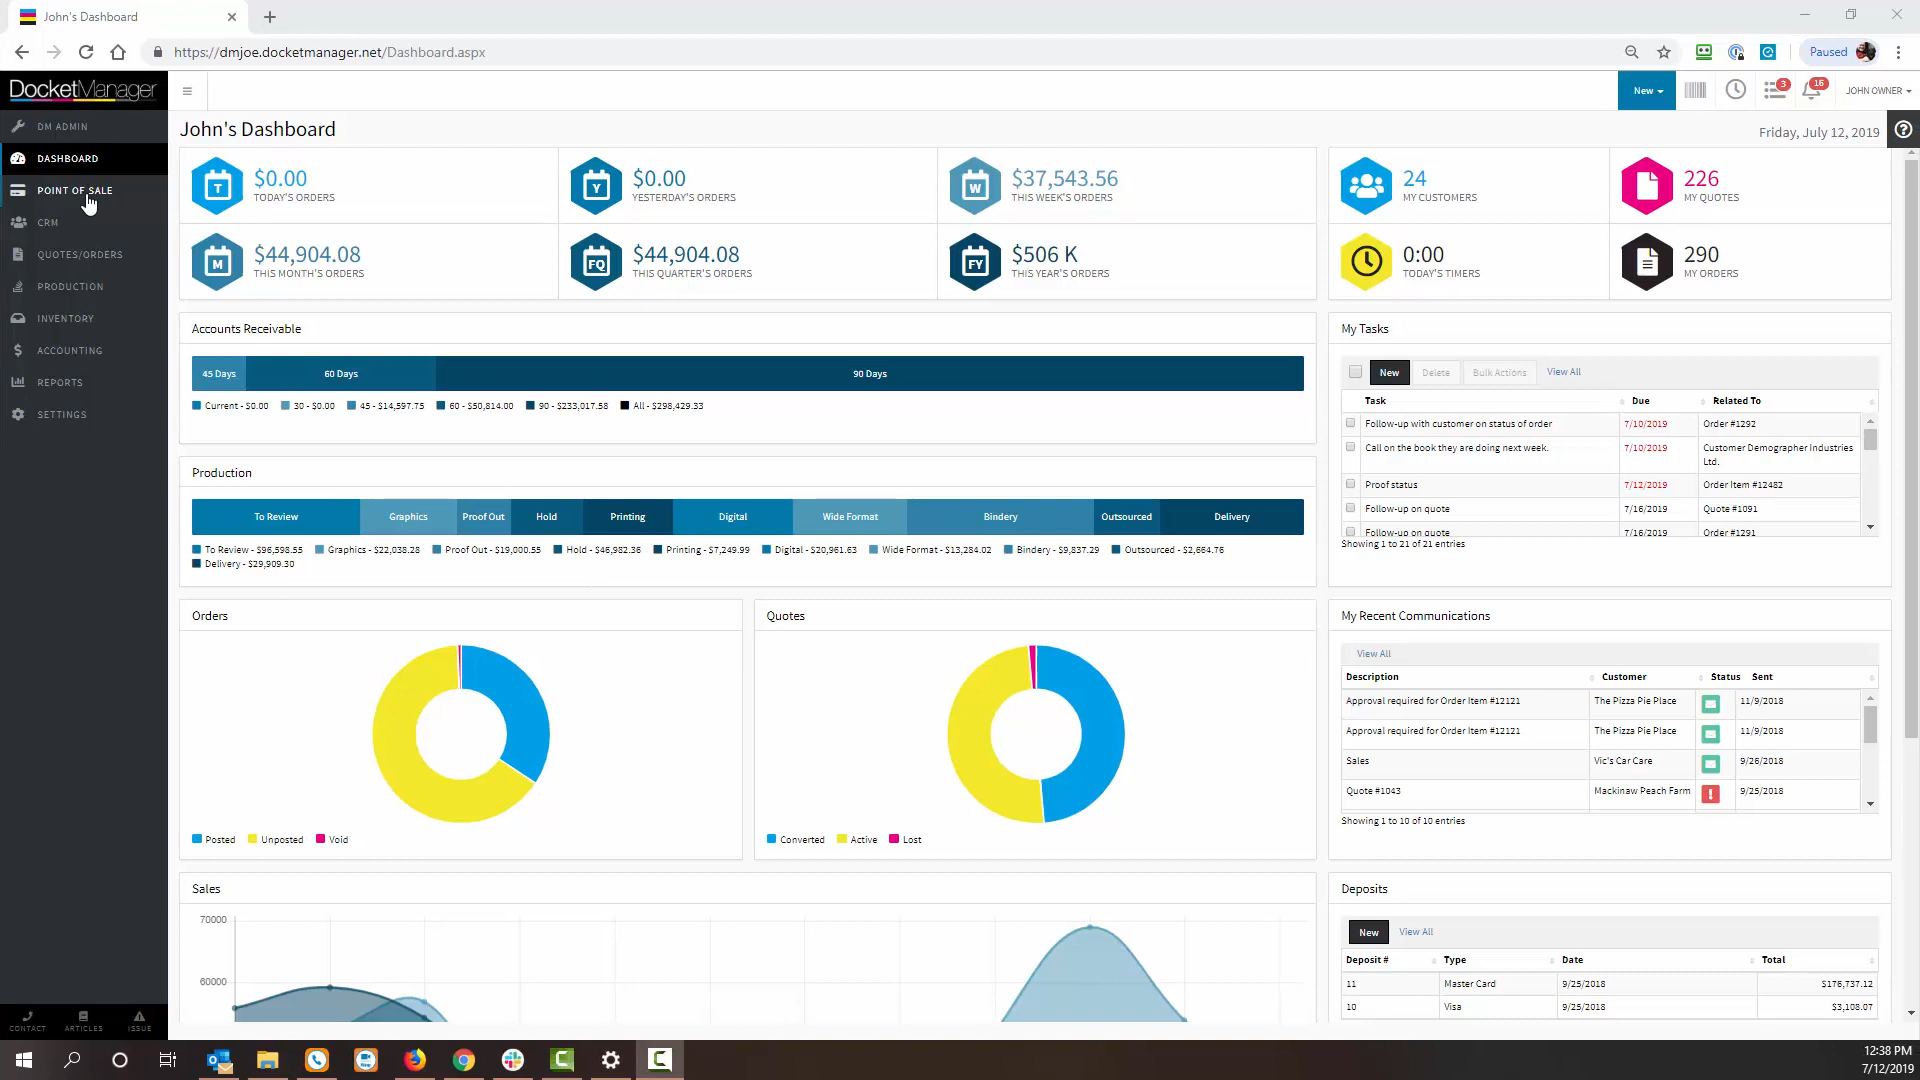 John's Dashboard
https://dmjoe.docketmanager.net/Dashboard.aspx
Paused
DocketManager
New
3
16
JOHN OWNER
DM ADMIN
DASHBOARD
POINT OF SALE
CRM
QUOTES/ORDERS
PRODUCTION
INVENTORY
ACCOUNTING
REPORTS
SETTINGS
CONTACT
ARTICLES
ISSUE
John's Dashboard
Friday, July 12, 2019
T
$0.00
TODAY'S ORDERS
Y
$0.00
YESTERDAY'S ORDERS
W
$37,543.56
THIS WEEK'S ORDERS
24
MY CUSTOMERS
226
MY QUOTES
M
$44,904.08
THIS MONTH'S ORDERS
FQ
$44,904.08
THIS QUARTER'S ORDERS
FY
$506 K
THIS YEAR'S ORDERS
0:00
TODAY'S TIMERS
290
MY ORDERS
Accounts Receivable
45 Days 60 Days 90 Days
Current - $0.00 30 - $0.00 45 - $14,597.75 60 - $50,814.00 90 - $233,017.58 All - $298,429.33
Production
To Review Graphics Proof Out Hold Printing Digital Wide Format Bindery Outsourced Delivery
To Review - $96,598.55 Graphics - $22,038.28 Proof Out - $19,000.55 Hold - $46,982.36 Printing - $7,249.99 Digital - $20,961.63 Wide Format - $13,284.02 Bindery - $9,837.29 Outsourced - $2,664.76
Delivery - $29,909.30
My Tasks
New Delete Bulk Actions View All
Task Due Related To
Follow-up with customer on status of order 7/10/2019 Order #1292
Call on the book they are doing next week. 7/10/2019 Customer Demographer Industries
Ltd.
Proof status 7/12/2019 Order Item #12482
Follow-up on quote 7/16/2019 Quote #1091
Follow-up on quote 7/16/2019 Order #1291
Showing 1 to 21 of 21 entries
Orders
Posted Unposted Void
Quotes
Converted Active Lost
My Recent Communications
View All
Description Customer Status Sent
Approval required for Order Item #12121 The Pizza Pie Place 11/9/2018
Approval required for Order Item #12121 The Pizza Pie Place 11/9/2018
Sales Vic's Car Care 9/26/2018
Quote #1043 Mackinaw Peach Farm 9/25/2018
Showing 1 to 10 of 10 entries
Sales
70000
60000
Deposits
New View All
Deposit # Type Date Total
11 Master Card 9/25/2018 $176,737.12
10 Visa 9/25/2018 $3,108.07
12:38 PM
7/12/2019